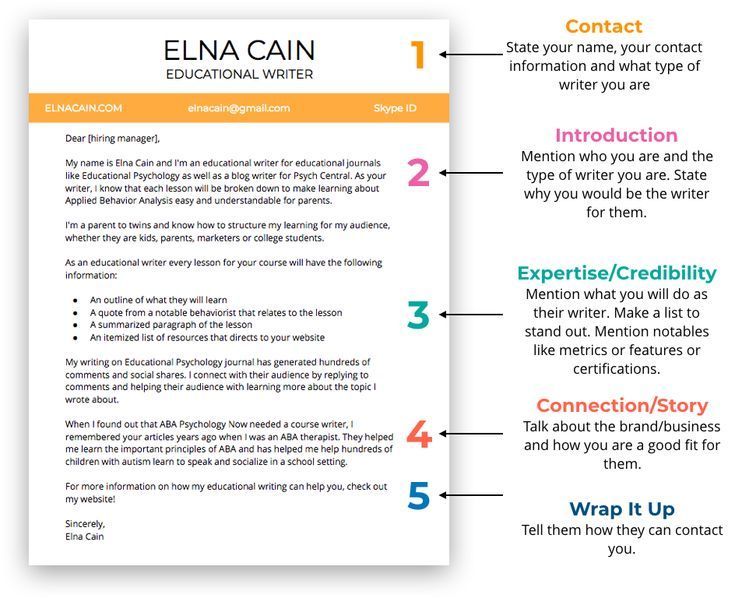 ELNA CAIN
EDUCATIONAL WRITER
1
ELNACAIN.COM elnacain@gmail.com Skype ID
Dear [hiring manager],
My name is Elna Cain and I'm an educational writer for educational journals
like Educational Psychology as well as a blog writer for Psych Central. As your
writer, I know that each lesson will be broken down to make learning about
Applied Behavior Analysis easy and understandable for parents.
2
I'm a parent to twins and know how to structure my learning for my audience,
whether they are kids, parents, marketers or college students.
As an educational writer every lesson for your course will have the following
information:
● An outline of what they will learn
● A quote from a notable behaviorist that relates to the lesson
● A summarized paragraph of the lesson
● An itemized list of resources that directs to your website
3
My writing on Educational Psychology journal has generated hundreds of
comments and social shares. I connect with their audience by replying to
comments and helping their audience with learning more about the topic I
wrote about.
When I found out that ABA Psychology Now needed a course writer, I
remembered your articles years ago when I was an ABA therapist. They helped
me learn the important principles of ABA and has helped me help hundreds of
children with autism learn to speak and socialize in a school setting.
4
For more information on how my educational writing can help you, check out
my website!
5
Sincerely,
Elna Cain
Contact
State your name, your contact
information and what type of
writer you are
Introduction
Mention who you are and the
type of writer you are. State
why you would be the writer
for them.
Expertise/Credibility
Mention what you will do as
their writer. Make a list to
stand out. Mention notables
like metrics or features or
certifications.
Connection/Story
Talk about the brand/business
and how you are a good fit for
them.
Wrap It Up
Tell them how they can contact
you.